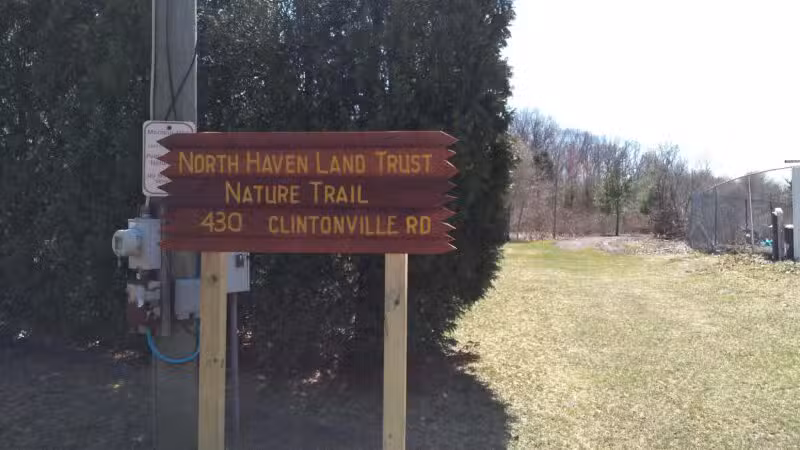 NORTH HAVEN LAND TRUST
NATURE TRAIL
430 CLINTONVILLE RD